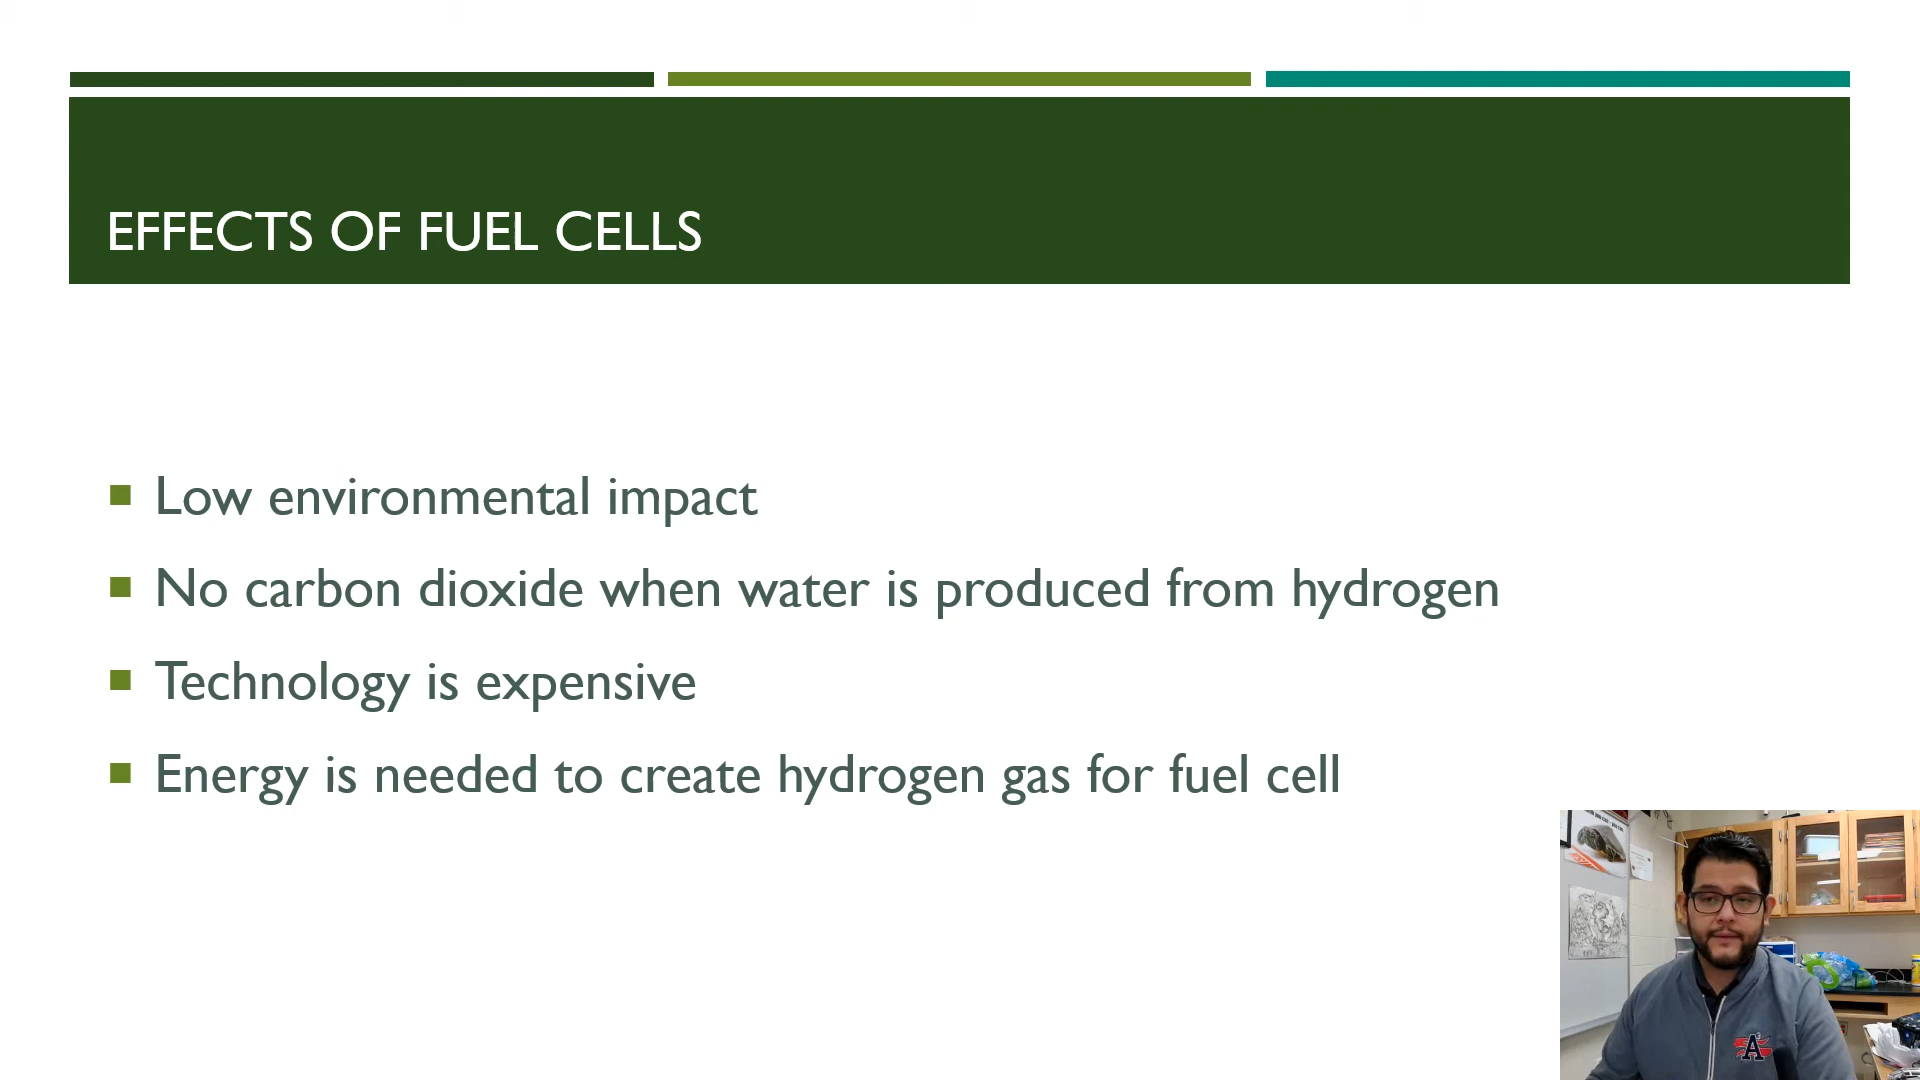 EFFECTS OF FUEL CELLS
Low environmental impact
No carbon dioxide when water is produced from hydrogen
Technology is expensive
Energy is needed to create hydrogen gas for fuel cell
A